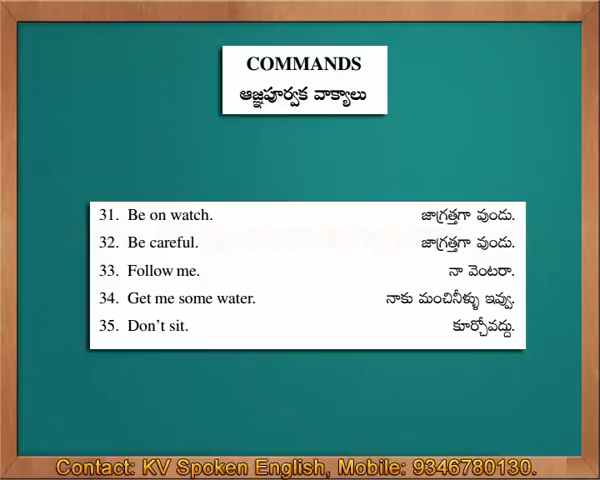 COMMANDS
ఆజ్ఞపూర్వక వాక్యాలు
31. Be on watch. జాగ్రత్తగా వుండు.
32. Be careful. జాగ్రత్తగా వుండు.
33. Follow me. నా వెంటరా.
34. Get me some water. నాకు మంచినీళ్ళు ఇవ్వు.
35. Don't sit. కూర్చోవద్దు.
Contact: KV Spoken English, Mobile: 9346780130.